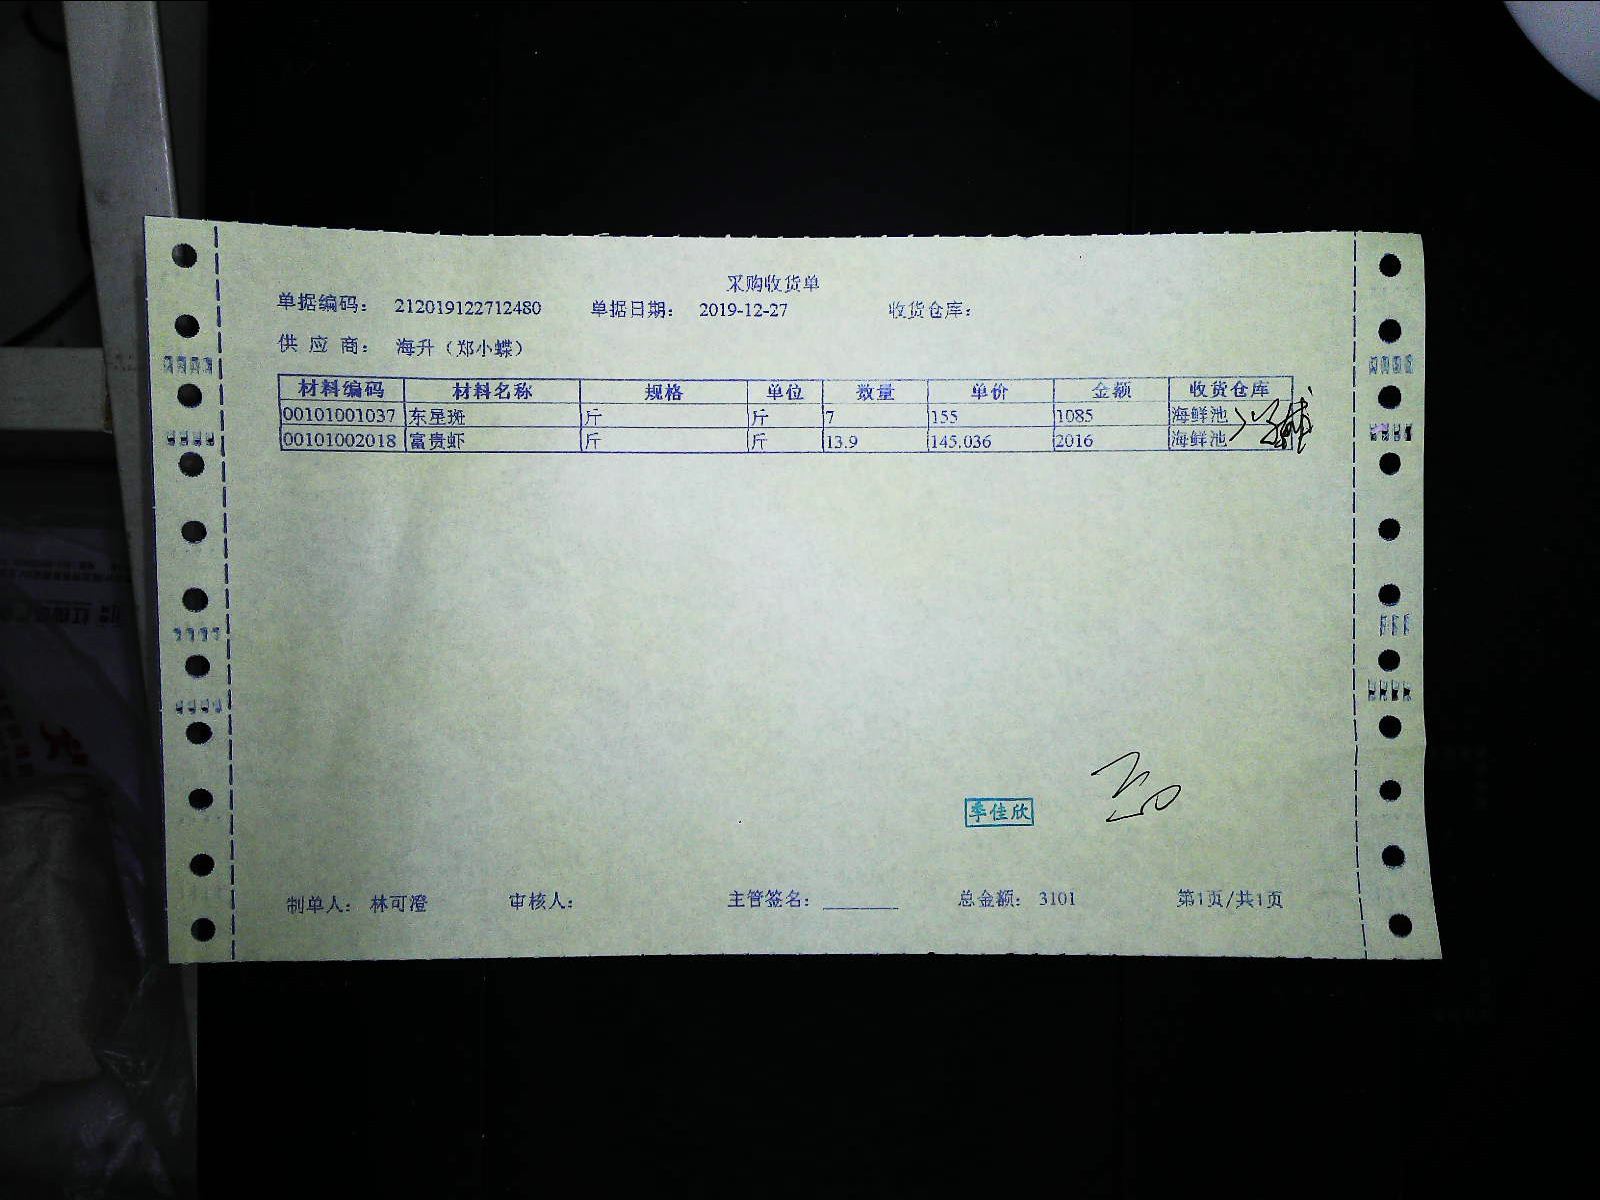 采购收货单
单据编码： 212019122712480 单据日期： 2019-12-27 收货仓库：
供 应 商： 海升（郑小蝶）
材料编码 材料名称 规格 单位 数量 单价 金额 收货仓库
00101001037 东星斑 斤 斤 7 155 1085 海鲜池
00101002018 富贵虾 斤 斤 13.9 145.036 2016 海鲜池
季佳欣
制单人： 林可澄 审核人： 主管签名：________ 总金额： 3101 第1页/共1页